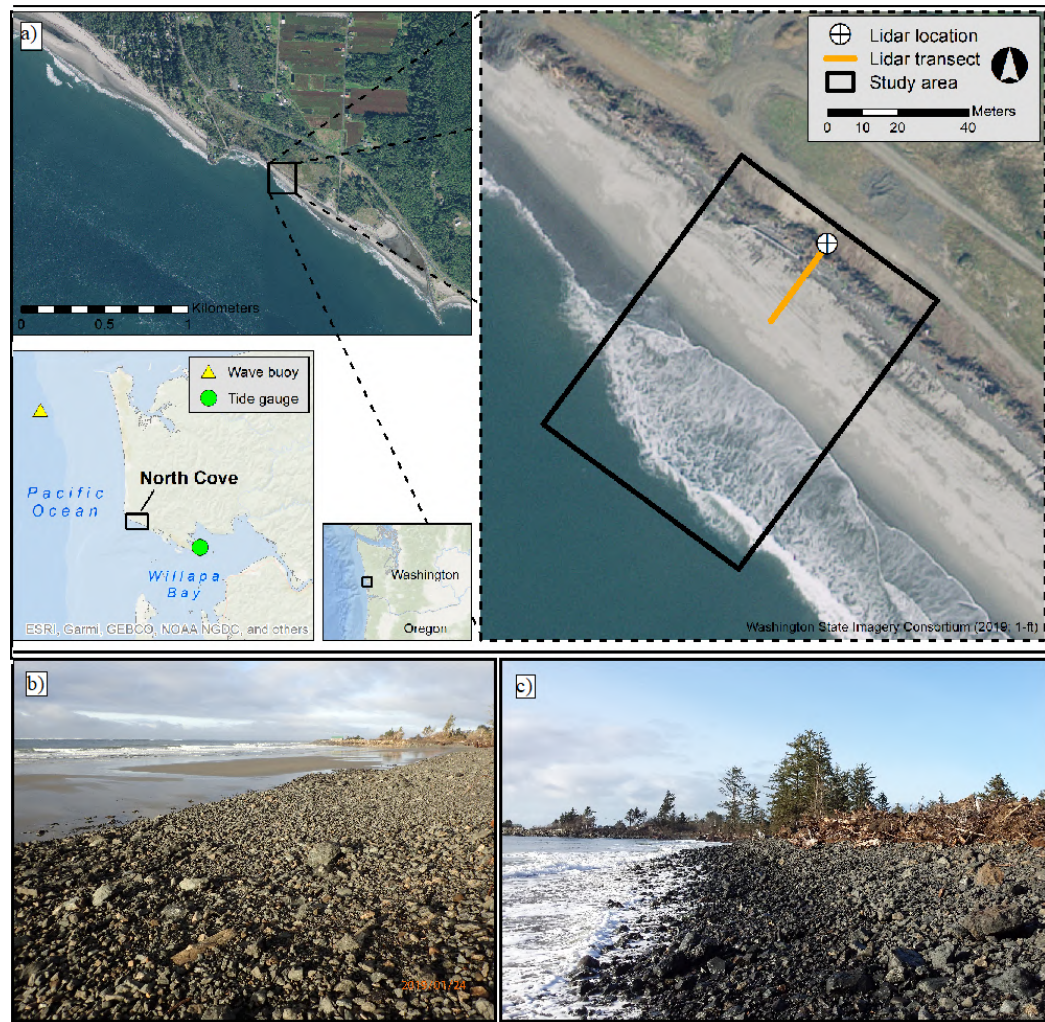 a)
Kilometers
0 0.5 1
Lidar location
Lidar transect
Study area
Meters
0 10 20 40
Washington State Imagery Consortium (2019; 1-ft)
Wave buoy
Tide gauge
North Cove
Pacific
Ocean
Willapa
Bay
ESRI, Garmi, GEBCO, NOAA NGDC, and others
Washington
Oregon
b)
c)